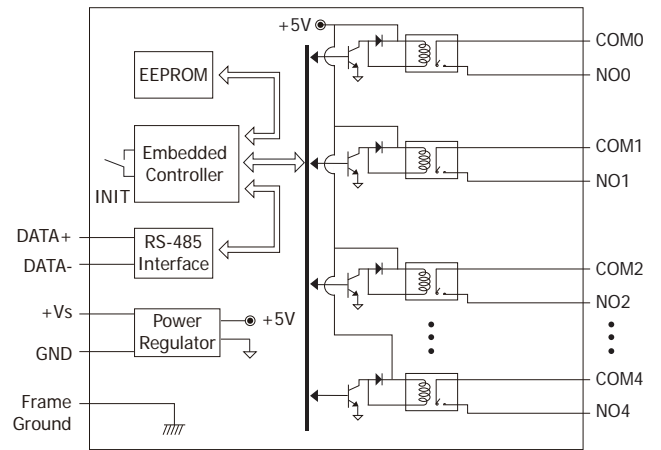 +5V
EEPROM
Embedded
Controller
INIT
DATA+
DATA-
RS-485
Interface
+Vs
GND
Power
Regulator
+5V
Frame
Ground
COM0
NO0
COM1
NO1
COM2
NO2
COM4
NO4